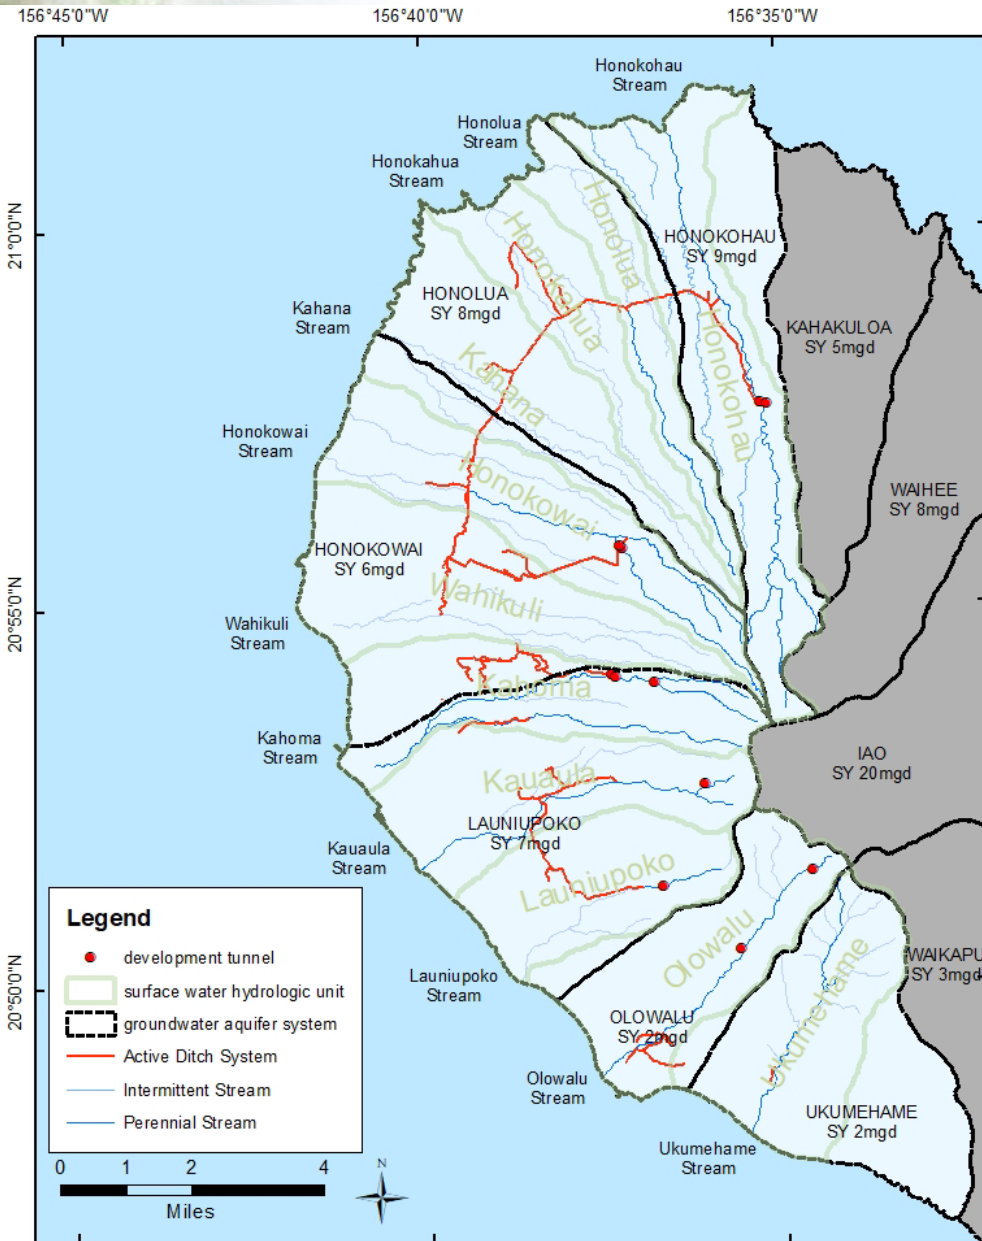 156°45'0"W
156°40'0"W
156°35'0"W
Honokohau
Stream
Honolua
Stream
Honokahua
Stream
21°0'0"N
Honolua
Honokahua
HONOKOHAU
SY 9mgd
HONOLUA
SY 8mgd
Kahana
Stream
KAHAKULOA
SY 5mgd
Honokohau
Kahana
Honokowai
Stream
Honokowai
WAIHEE
SY 8mgd
HONOKOWAI
SY 6mgd
Wahikuli
20°55'0"N
Wahikuli
Stream
Kahoma
Kahoma
Stream
IAO
SY 20mgd
Kauaula
LAUNIUPOKO
SY 7mgd
Kauaula
Stream
Launiupoko
Olowalu
Ukumehame
WAIKAPU
SY 3mgd
Launiupoko
Stream
20°50'0"N
OLOWALU
SY 2mgd
Olowalu
Stream
UKUMEHAME
SY 2mgd
Ukumehame
Stream
Legend
development tunnel
surface water hydrologic unit
groundwater aquifer system
Active Ditch System
Intermittent Stream
Perennial Stream
0 1 2 4
Miles
N